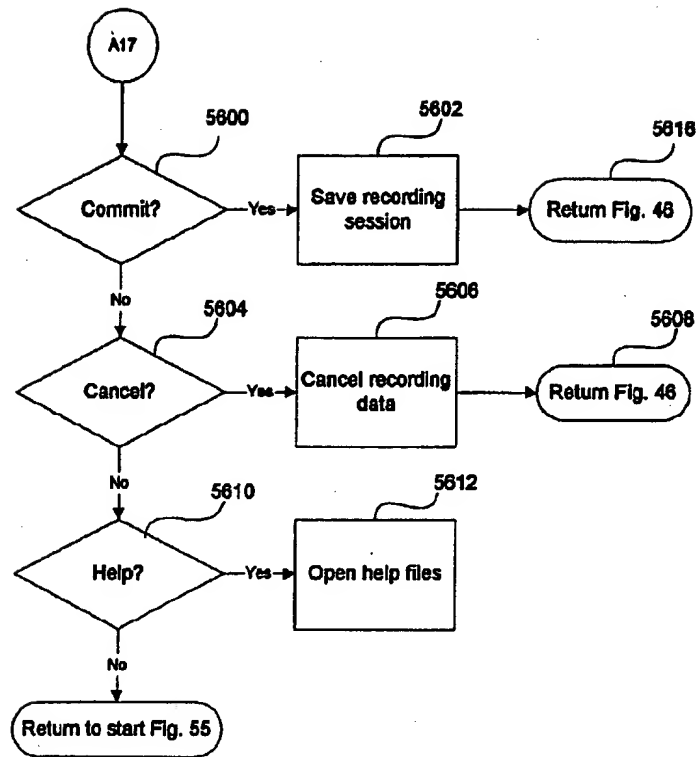 A17
5600
5602
5616
Commit?
Yes
Save recording
session
Return Fig. 46
No
5604
5606
5608
Cancel?
Yes
Cancel recording
data
Return Fig. 46
No
5610
5612
Help?
Yes
Open help files
No
Return to start Fig. 55